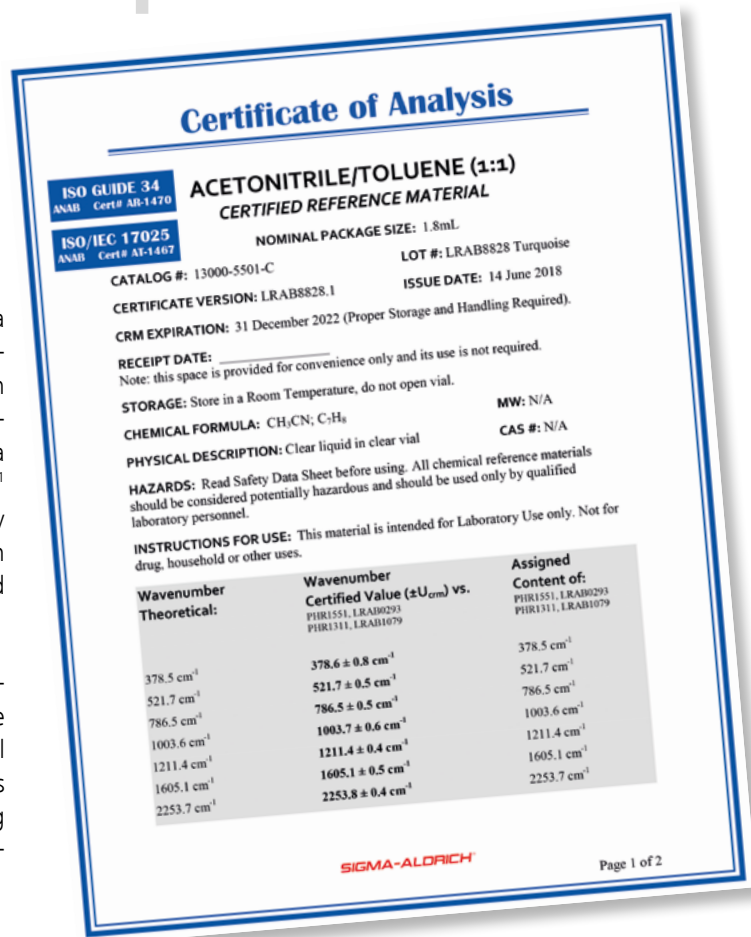 Certificate of Analysis
ISO GUIDE 34
ANAB Cert# AR-1470
ISO/IEC 17025
ANAB Cert# AT-1467
ACETONITRILE/TOLUENE (1:1)
CERTIFIED REFERENCE MATERIAL
NOMINAL PACKAGE SIZE: 1.8mL
CATALOG #: 13000-5501-C
LOT #: LRAB8828 Turquoise
CERTIFICATE VERSION: LRAB8828.1
ISSUE DATE: 14 June 2018
CRM EXPIRATION: 31 December 2022 (Proper Storage and Handling Required).
RECEIPT DATE:
Note: this space is provided for convenience only and its use is not required.
STORAGE: Store in a Room Temperature, do not open vial.
CHEMICAL FORMULA: CH₃CN; C₇H₈
MW: N/A
PHYSICAL DESCRIPTION: Clear liquid in clear vial
CAS #: N/A
HAZARDS: Read Safety Data Sheet before using. All chemical reference materials
should be considered potentially hazardous and should be used only by qualified
laboratory personnel.
INSTRUCTIONS FOR USE: This material is intended for Laboratory Use only. Not for
drug, household or other uses.
Wavenumber
Theoretical:
Wavenumber
Certified Value (±Ucrm) vs.
PHR1551, LRAB0293
PHR1311, LRAB1079
Assigned
Content of:
PHR1551, LRAB0293
PHR1311, LRAB1079
378.5 cm⁻¹ 378.6 ± 0.8 cm⁻¹ 378.5 cm⁻¹
521.7 cm⁻¹ 521.7 ± 0.5 cm⁻¹ 521.7 cm⁻¹
786.5 cm⁻¹ 786.5 ± 0.5 cm⁻¹ 786.5 cm⁻¹
1003.6 cm⁻¹ 1003.7 ± 0.6 cm⁻¹ 1003.6 cm⁻¹
1211.4 cm⁻¹ 1211.4 ± 0.4 cm⁻¹ 1211.4 cm⁻¹
1605.1 cm⁻¹ 1605.1 ± 0.5 cm⁻¹ 1605.1 cm⁻¹
2253.7 cm⁻¹ 2253.8 ± 0.4 cm⁻¹ 2253.7 cm⁻¹
SIGMA-ALDRICH
Page 1 of 2